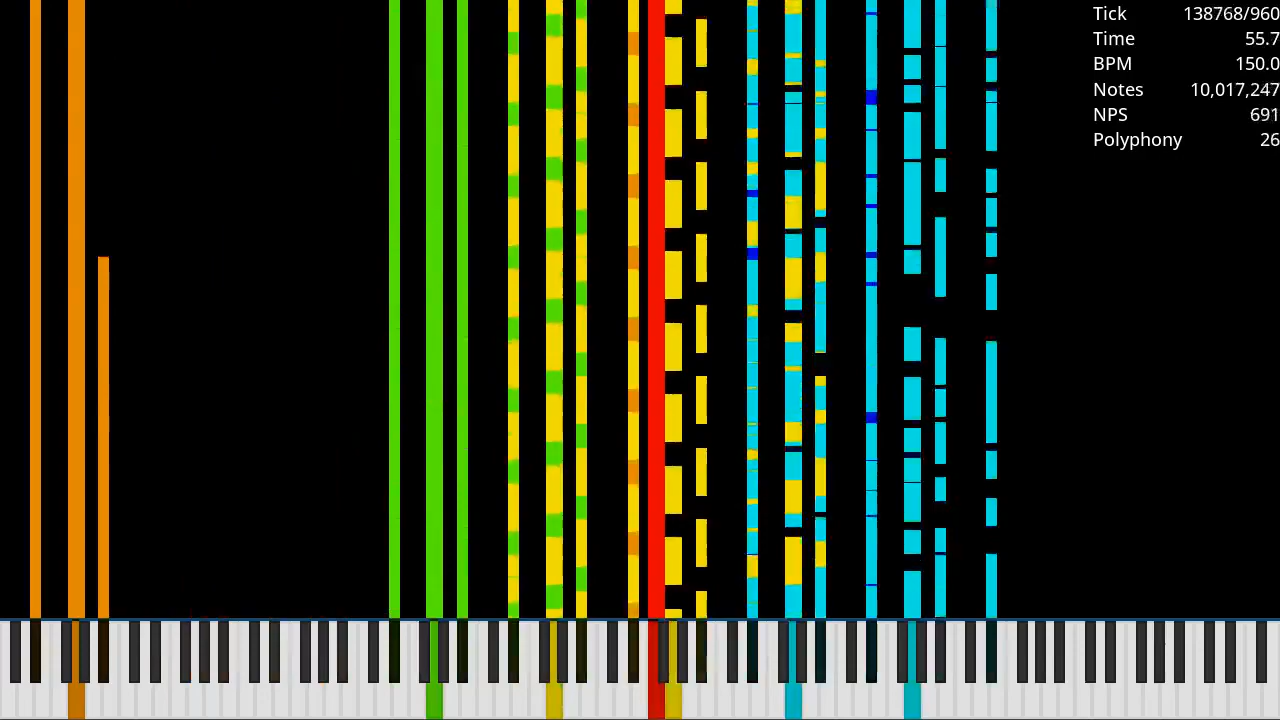 Tick 138768/960
Time 55.7
BPM 150.0
Notes 10,017,247
NPS 691
Polyphony 26